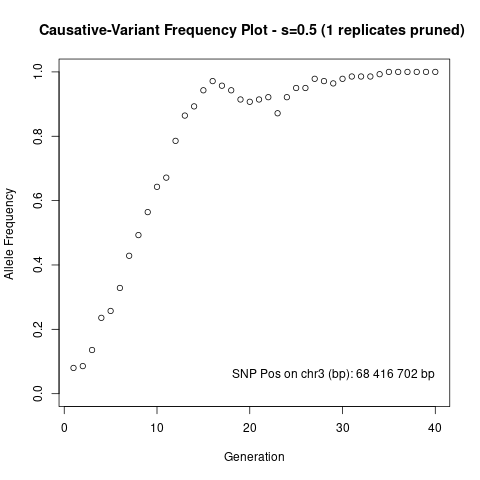 Causative-Variant Frequency Plot - s=0.5 (1 replicates pruned)
Allele Frequency
1.0
0.8
0.6
0.4
0.2
0.0
SNP Pos on chr3 (bp): 68 416 702 bp
0 10 20 30 40
Generation